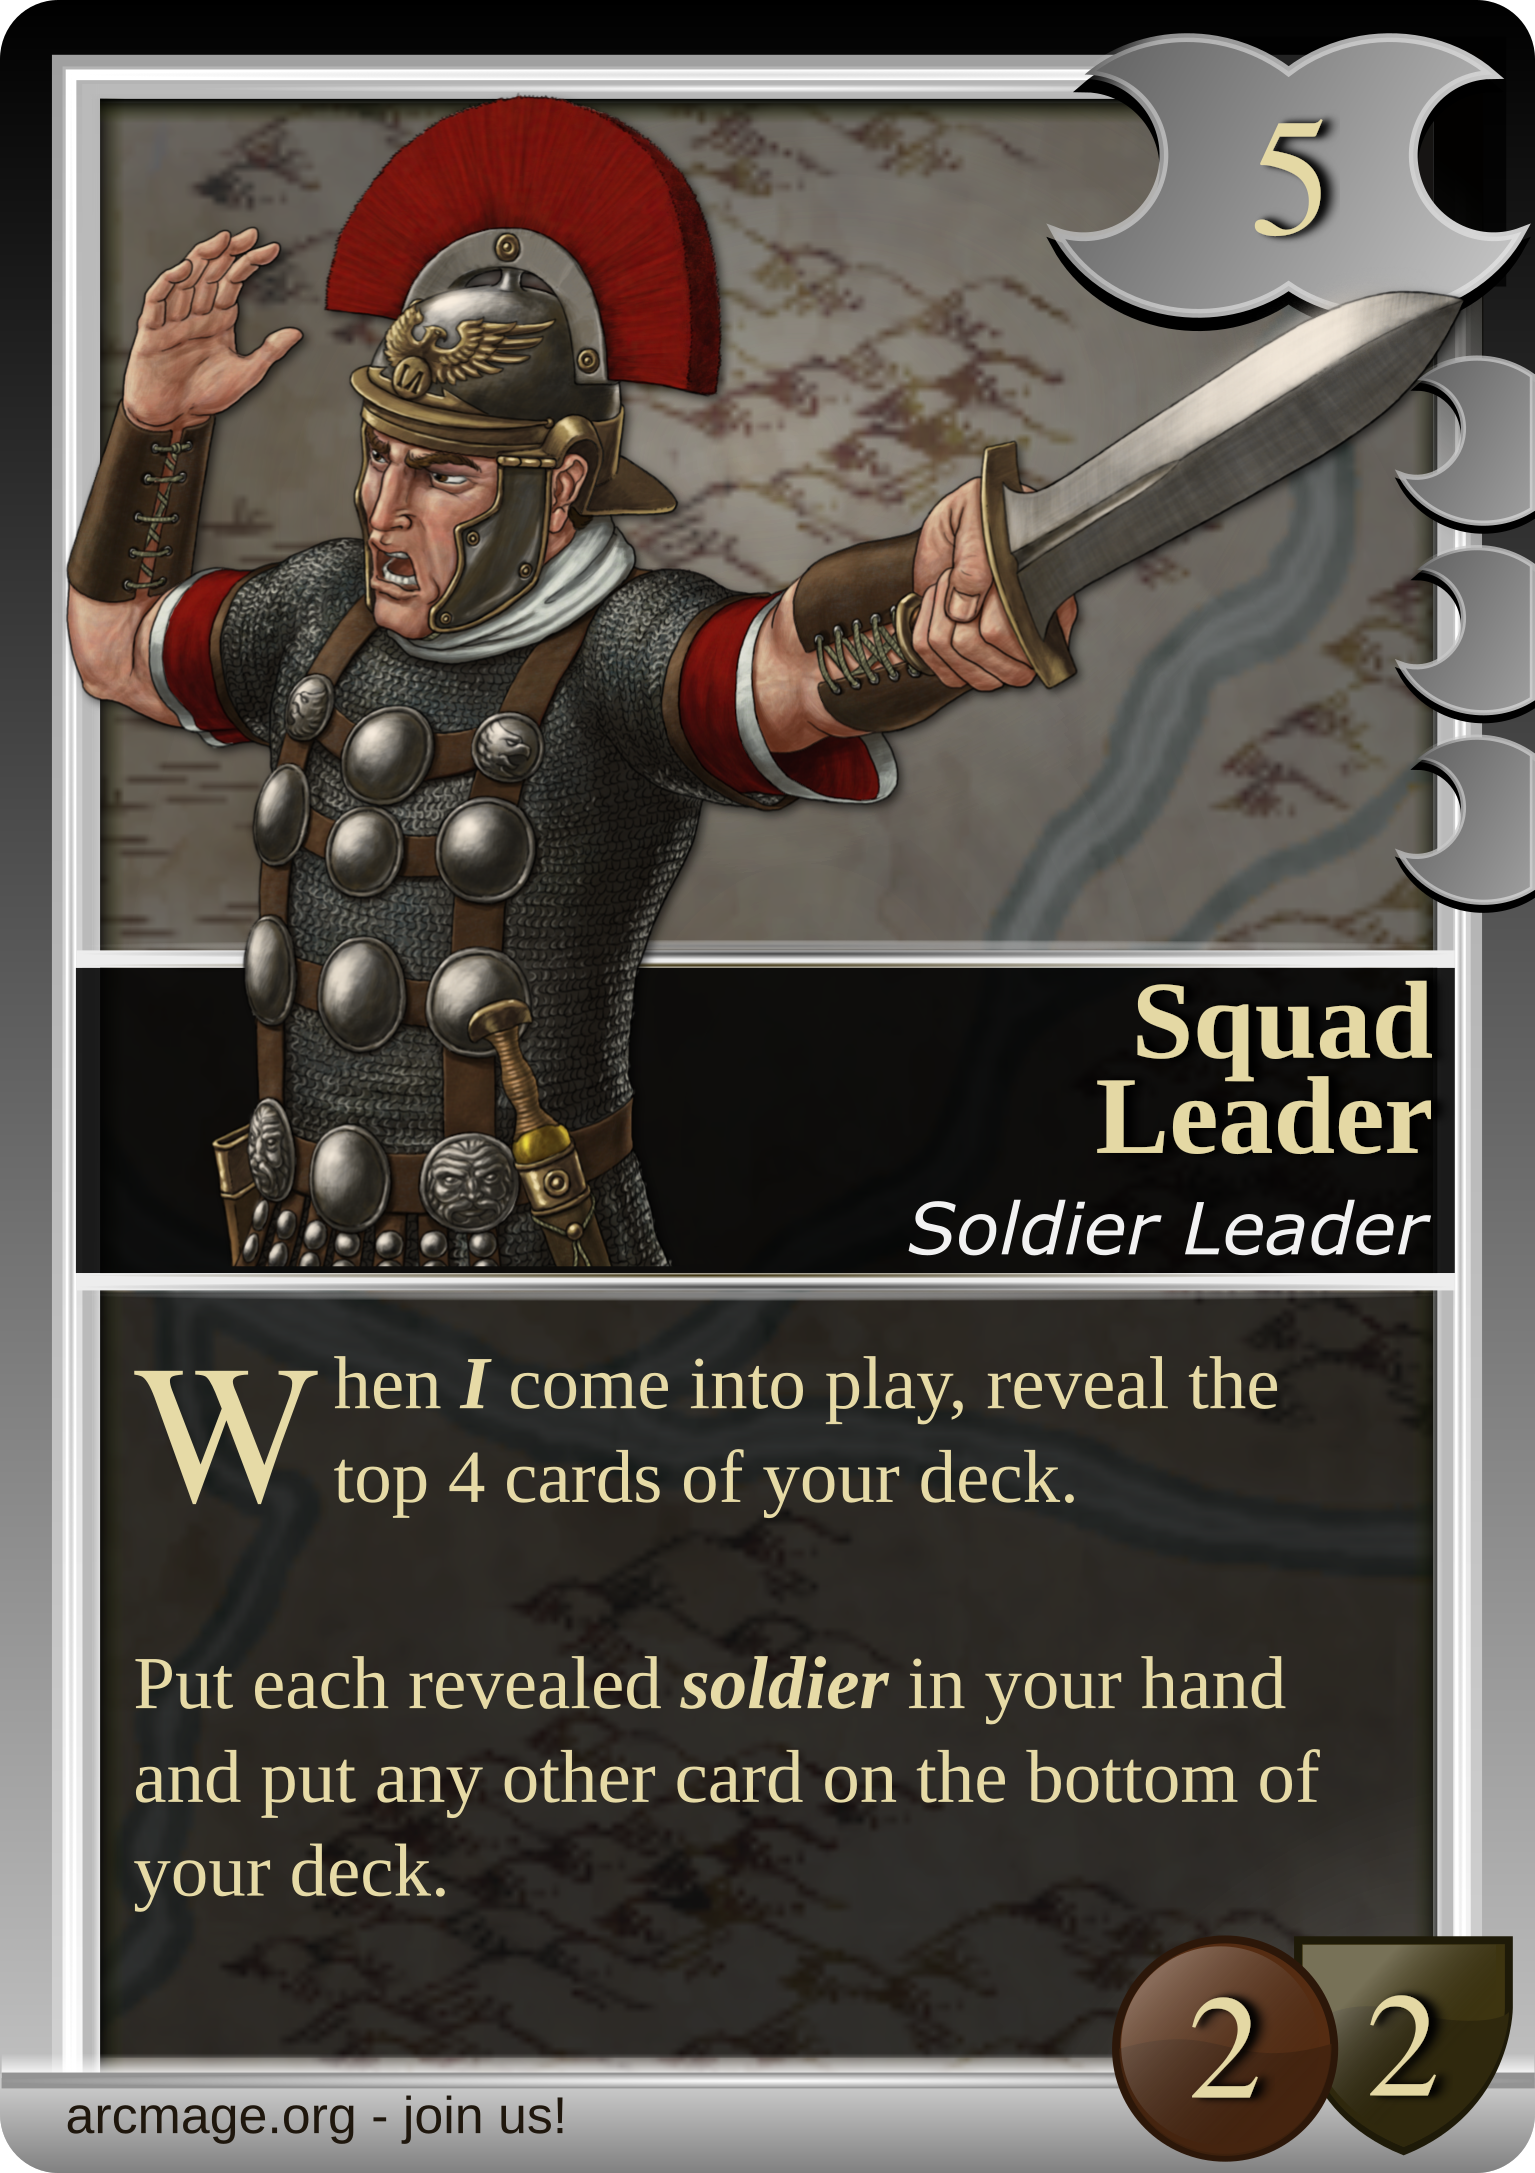 5
Squad
Leader
Soldier Leader
When I come into play, reveal the
top 4 cards of your deck.
Put each revealed soldier in your hand
and put any other card on the bottom of
your deck.
2 2
arcmage.org - join us!